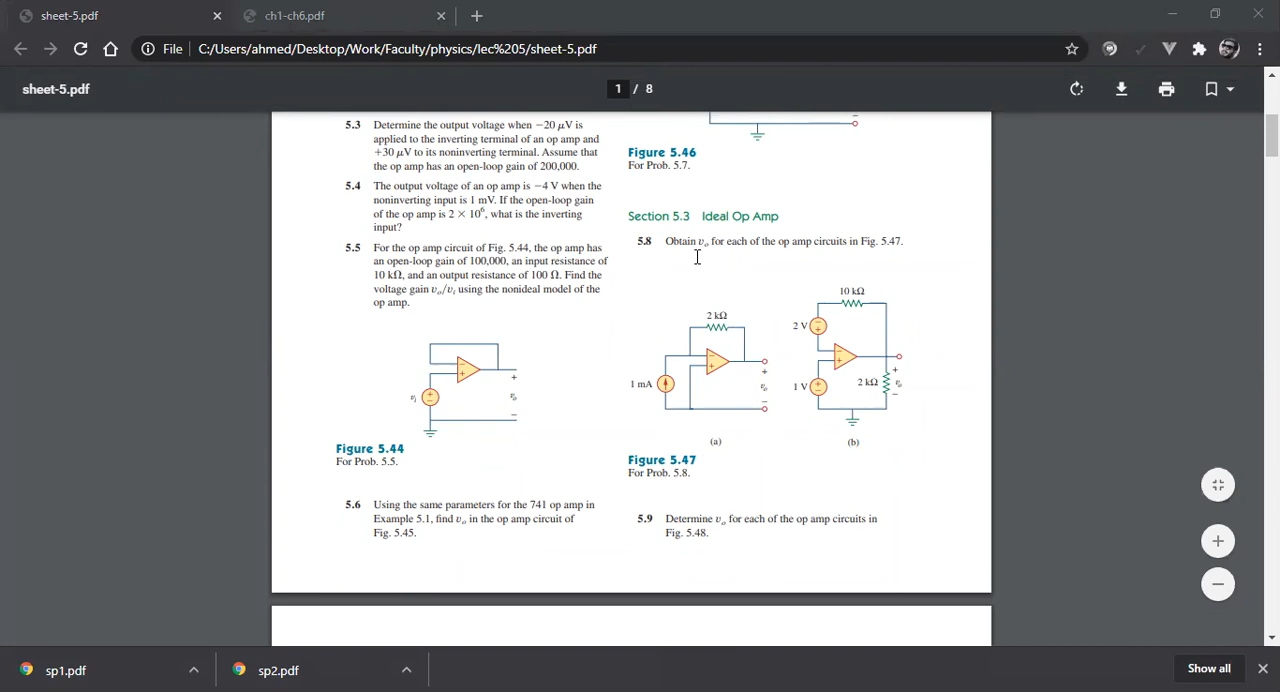 sheet-5.pdf
ch1-ch6.pdf
File
C:/Users/ahmed/Desktop/Work/Faculty/physics/lec%205/sheet-5.pdf
sheet-5.pdf
1 / 8
5.3 Determine the output voltage when −20 μV is
applied to the inverting terminal of an op amp and
+30 μV to its noninverting terminal. Assume that
the op amp has an open-loop gain of 200,000.
5.4 The output voltage of an op amp is −4 V when the
noninverting input is 1 mV. If the open-loop gain
of the op amp is 2 × 10⁶, what is the inverting
input?
5.5 For the op amp circuit of Fig. 5.44, the op amp has
an open-loop gain of 100,000, an input resistance of
10 kΩ, and an output resistance of 100 Ω. Find the
voltage gain vₒ/vᵢ using the nonideal model of the
op amp.
−
+
vᵢ
+
−
+
vₒ
−
Figure 5.44
For Prob. 5.5.
5.6 Using the same parameters for the 741 op amp in
Example 5.1, find vₒ in the op amp circuit of
Fig. 5.45.
−
Figure 5.46
For Prob. 5.7.
Section 5.3 Ideal Op Amp
5.8 Obtain vₒ for each of the op amp circuits in Fig. 5.47.
2 kΩ
−
+
1 mA
+
vₒ
−
(a)
10 kΩ
2 V
−
+
−
+
1 V
+
−
2 kΩ
+
vₒ
−
(b)
Figure 5.47
For Prob. 5.8.
5.9 Determine vₒ for each of the op amp circuits in
Fig. 5.48.
sp1.pdf
sp2.pdf
Show all